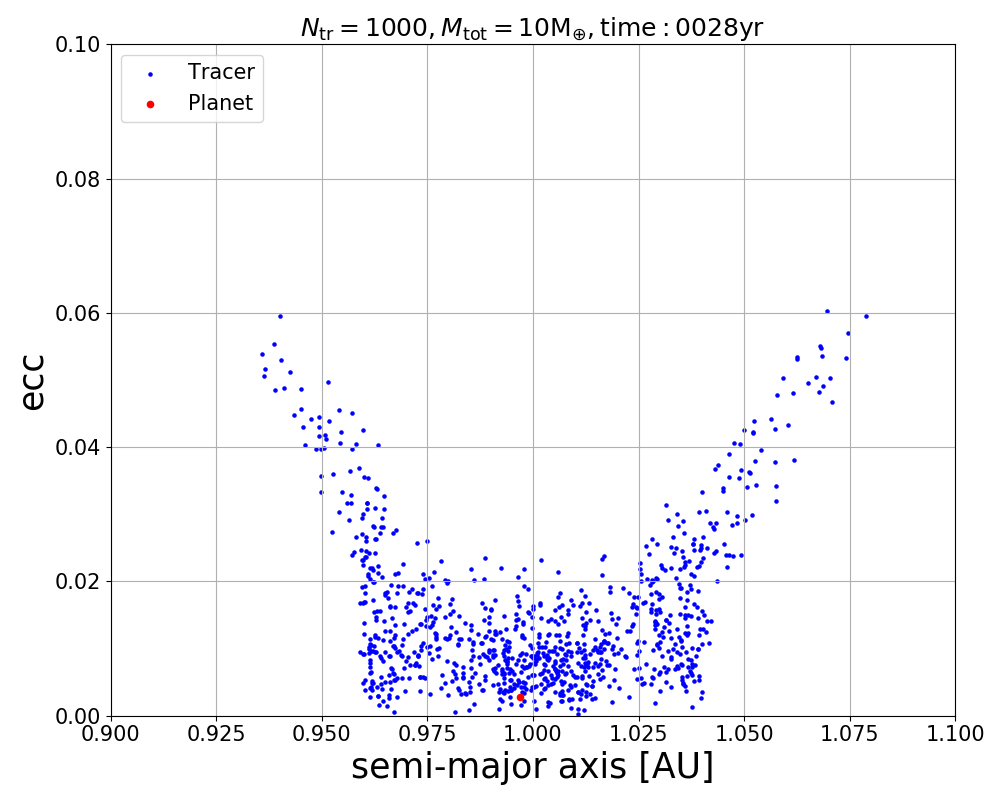 N_tr = 1000, M_tot = 10M_⊕, time : 0028yr
Tracer
Planet
ecc
0.10
0.08
0.06
0.04
0.02
0.00
0.900 0.925 0.950 0.975 1.000 1.025 1.050 1.075 1.100
semi-major axis [AU]